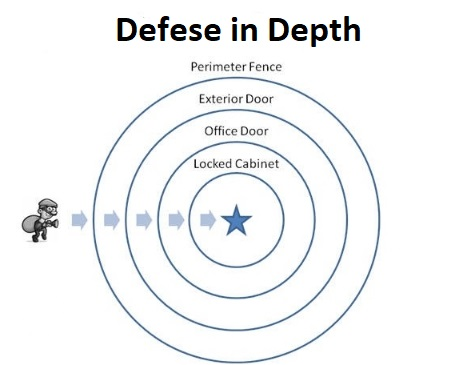 Defese in Depth
Perimeter Fence
Exterior Door
Office Door
Locked Cabinet